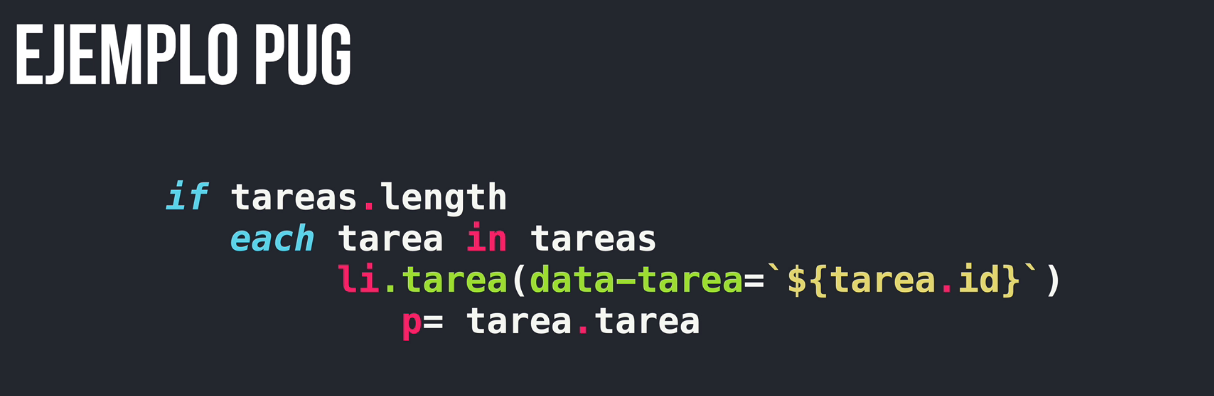 EJEMPLO PUG
if tareas.length
each tarea in tareas
li.tarea(data-tarea=`${tarea.id}`)
p= tarea.tarea